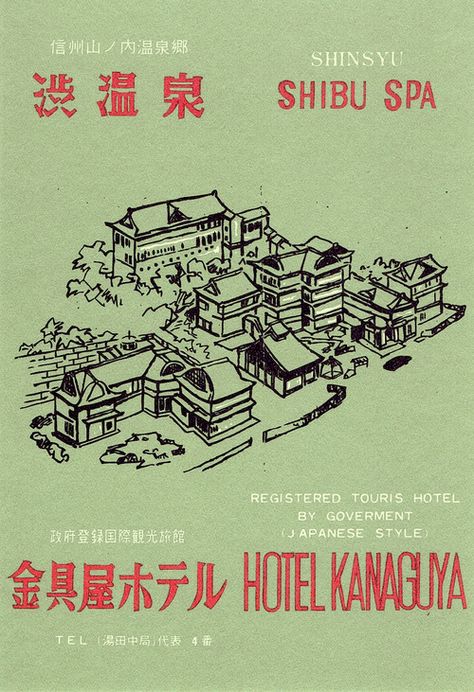 信州山ノ内温泉郷
渋温泉
SHINSYU
SHIBU SPA
REGISTERED TOURIS HOTEL
BY GOVERMENT
(JAPANESE STYLE)
政府登録国際観光旅館
金具屋ホテル
HOTEL KANAGUYA
TEL (湯田中局)代表 4番